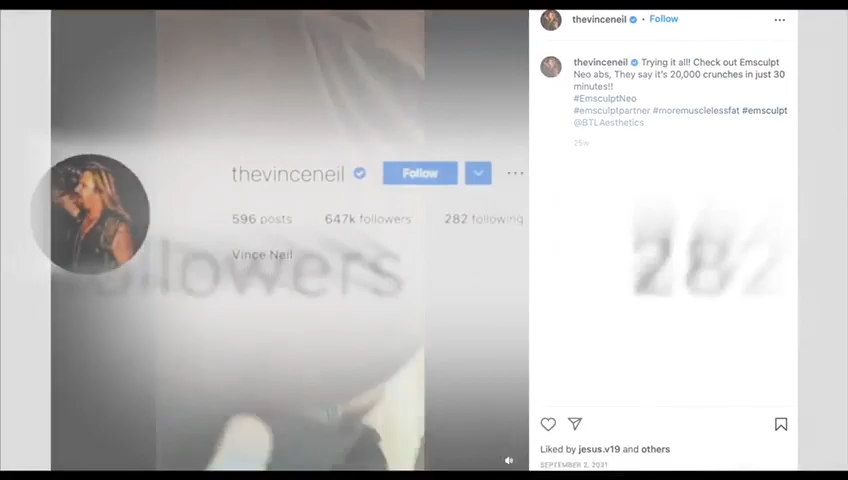 thevinceneil • Follow
thevinceneil Trying it all! Check out Emsculpt
Neo abs, They say it's 20,000 crunches in just 30
minutes!!
#EmsculptNeo
#emsculptpartner #moremusclelessfat #emsculpt
@BTLAesthetics
25w
thevinceneil Follow
596 posts 647k followers 282 following
Vince Neil
followers 282
Liked by jesus.v19 and others
SEPTEMBER 2, 2021